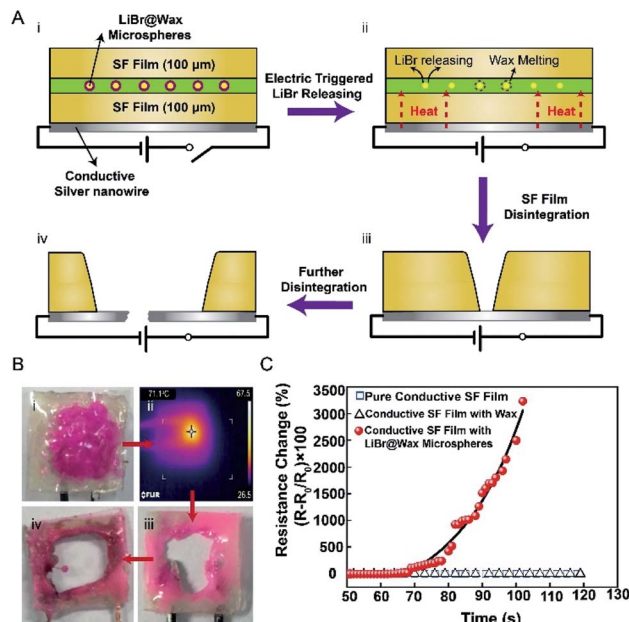 A
i
LiBr@Wax
Microspheres
SF Film (100 μm)
SF Film (100 μm)
Conductive
Silver nanowire
Electric Triggered
LiBr Releasing
ii
LiBr releasing
Wax Melting
Heat
Heat
SF Film
Disintegration
iii
Further
Disintegration
iv
B
i
ii
71.1°C
67.5
26.5
FLIR
iii
iv
C
Resistance Change (%)
(R-R₀/R₀)×100
3500
3000
2500
2000
1500
1000
500
0
Pure Conductive SF Film
Conductive SF Film with Wax
Conductive SF Film with
LiBr@Wax Microspheres
50 60 70 80 90 100 110 120 130
Time (s)